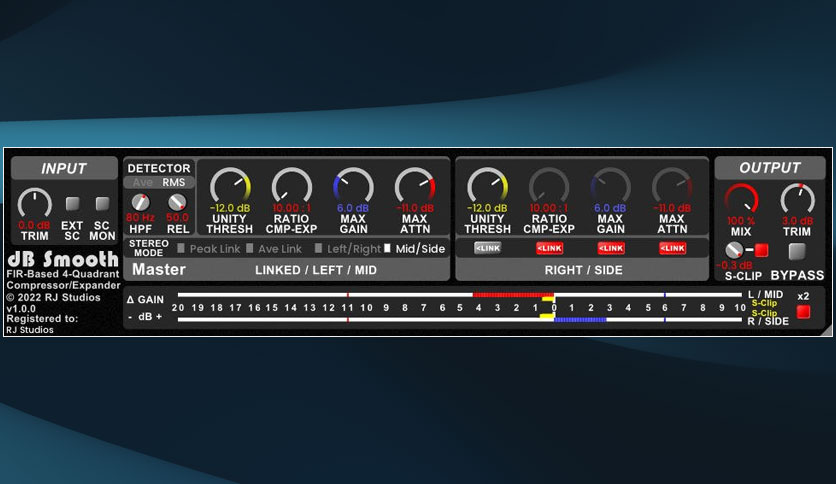 INPUT
0.0 dB
TRIM
EXT SC
SC MON
dB Smooth
FIR-Based 4-Quadrant
Compressor/Expander
© 2022 RJ Studios
v1.0.0
Registered to:
RJ Studios
DETECTOR
Ave RMS
80 Hz 50.0
HPF REL
-12.0 dB 10.00 : 1 6.0 dB -11.0 dB
UNITY THRESH
RATIO CMP-EXP
MAX GAIN
MAX ATTN
STEREO MODE
Peak Link Ave Link Left/Right Mid/Side
Master LINKED / LEFT / MID
-12.0 dB 10.00 : 1 6.0 dB -11.0 dB
UNITY THRESH
RATIO CMP-EXP
MAX GAIN
MAX ATTN
<LINK <LINK <LINK <LINK
RIGHT / SIDE
OUTPUT
100 % 3.0 dB
MIX TRIM
-0.3 dB
S-CLIP BYPASS
Δ GAIN
- dB +
20 19 18 17 16 15 14 13 12 11 10 9 8 7 6 5 4 3 2 1 0 1 2 3 4 5 6 7 8 9 10
L / MID
S-Clip
S-Clip
R / SIDE
x2